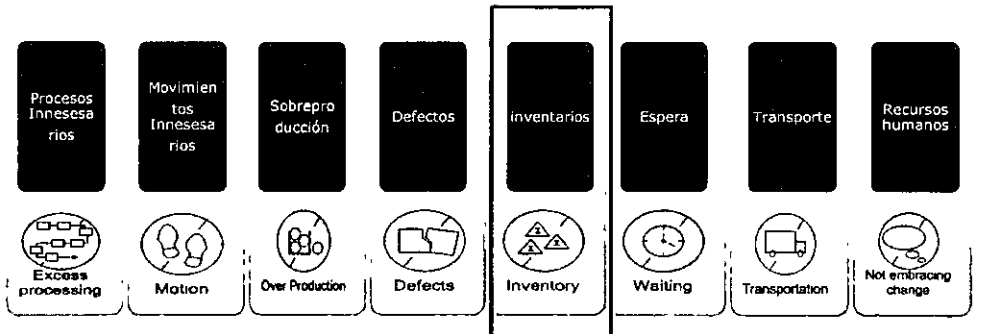 Procesos
Innesesa
rios
Movimien
tos
Innesesa
rios
Sobrepro
ducción
Defectos
inventarios
Espera
Transporte
Recursos
humanos
Excess
processing
Motion
Over Production
Defects
Inventory
Waiting
Transportation
Not embracing
change